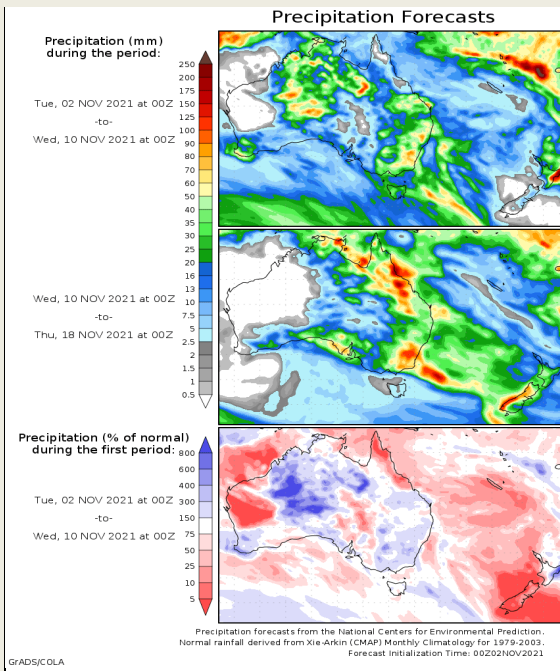 Precipitation Forecasts
Precipitation (mm)
during the period:
Tue, 02 NOV 2021 at 00Z
-to-
Wed, 10 NOV 2021 at 00Z
250
200
175
150
125
100
90
80
70
60
50
40
35
30
25
20
16
13
10
7.5
5
2.5
2
1.5
1
0.5
Wed, 10 NOV 2021 at 00Z
-to-
Thu, 18 NOV 2021 at 00Z
Precipitation (% of normal)
during the first period:
Tue, 02 NOV 2021 at 00Z
-to-
Wed, 10 NOV 2021 at 00Z
800
600
400
300
150
75
50
25
10
5
Precipitation forecasts from the National Centers for Environmental Prediction.
Normal rainfall derived from Xie-Arkin (CMAP) Monthly Climatology for 1979-2003.
Forecast Initialization Time: 00Z02NOV2021
GrADS/COLA